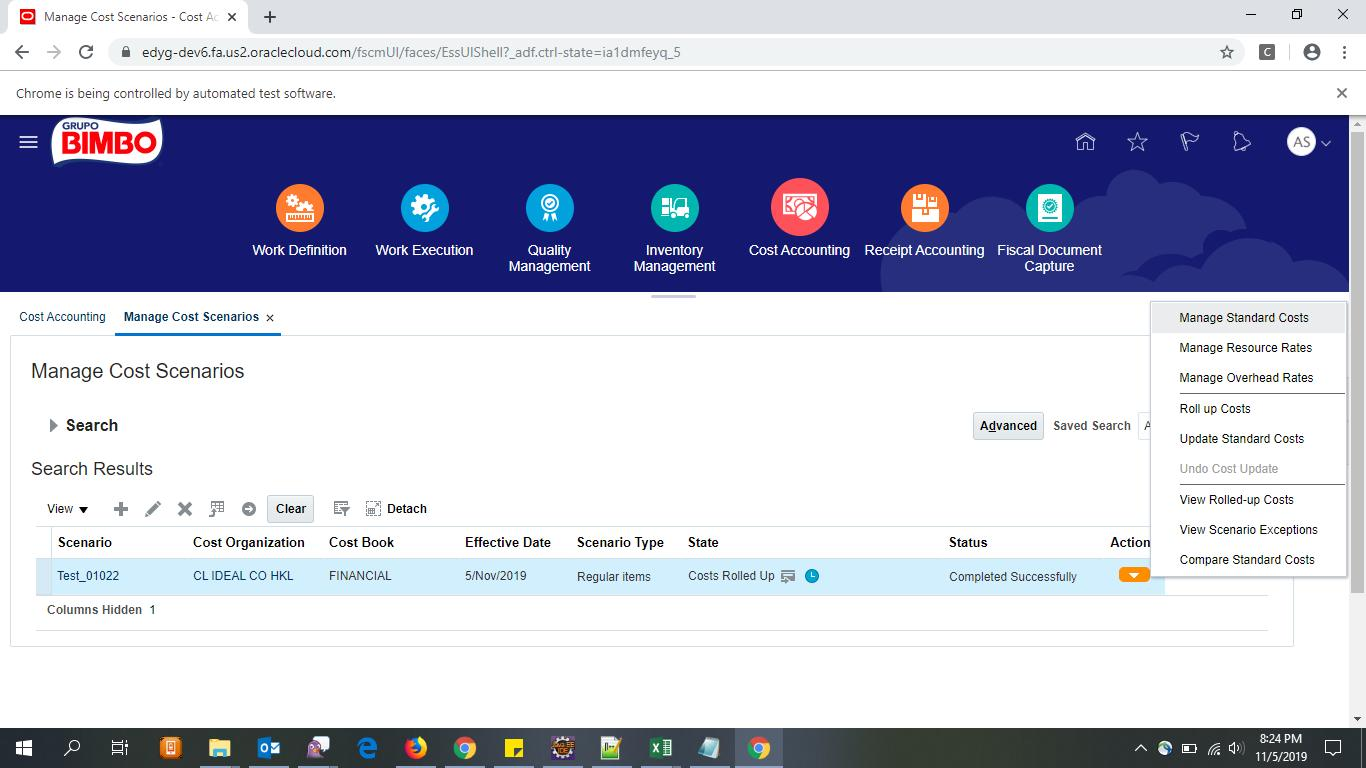 Manage Cost Scenarios - Cost Ac
edyg-dev6.fa.us2.oraclecloud.com/fscmUI/faces/EssUIShell?_adf.ctrl-state=ia1dmfeyq_5
C
Chrome is being controlled by automated test software.
GRUPO
BIMBO
AS
Work Definition
Work Execution
Quality
Management
Inventory
Management
Cost Accounting
Receipt Accounting
Fiscal Document
Capture
Cost Accounting
Manage Cost Scenarios
Manage Cost Scenarios
Search
Advanced
Saved Search
A
Search Results
View
Clear
Detach
Scenario Cost Organization Cost Book Effective Date Scenario Type State Status Action
Test_01022 CL IDEAL CO HKL FINANCIAL 5/Nov/2019 Regular items Costs Rolled Up Completed Successfully
Columns Hidden 1
Manage Standard Costs
Manage Resource Rates
Manage Overhead Rates
Roll up Costs
Update Standard Costs
Undo Cost Update
View Rolled-up Costs
View Scenario Exceptions
Compare Standard Costs
8:24 PM
11/5/2019